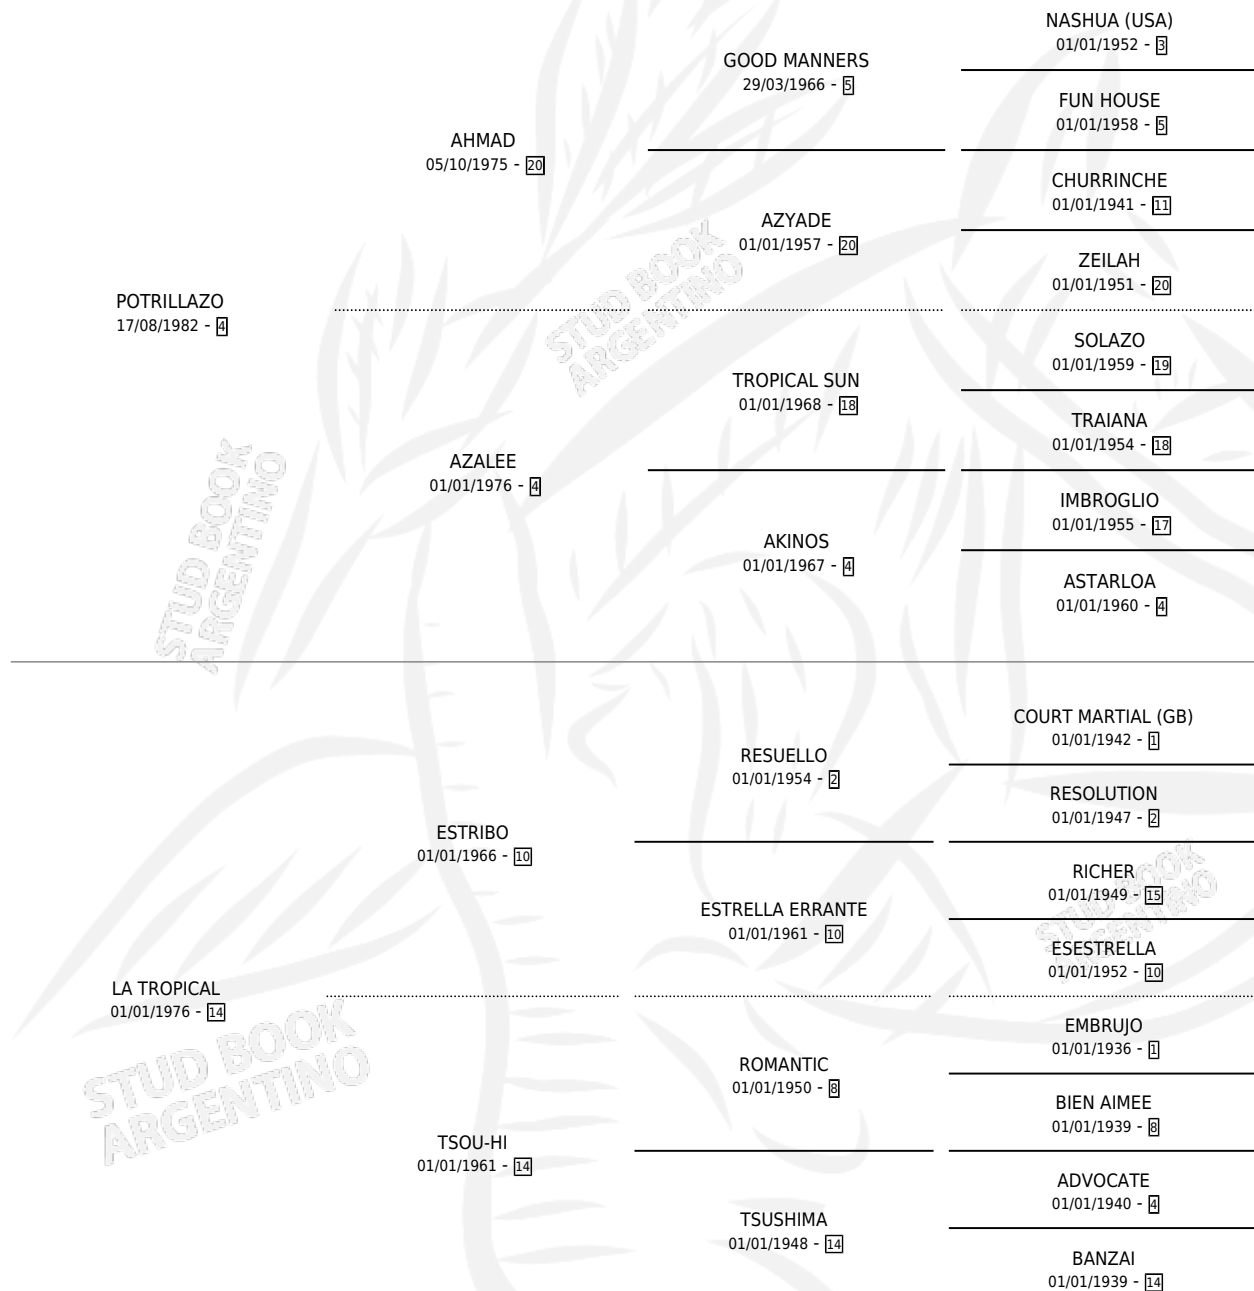 NASHUA (USA)
01/01/1952 - 3
GOOD MANNERS
29/03/1966 - 5
FUN HOUSE
01/01/1958 - 5
AHMAD
05/10/1975 - 20
CHURRINCHE
01/01/1941 - 11
AZYADE
01/01/1957 - 20
ZEILAH
01/01/1951 - 20
POTRILLAZO
17/08/1982 - 4
STUD BOOK
ARGENTINO
SOLAZO
01/01/1959 - 19
TROPICAL SUN
01/01/1968 - 18
TRAIANA
01/01/1954 - 18
AZALEE
01/01/1976 - 4
IMBROGLIO
01/01/1955 - 17
AKINOS
01/01/1967 - 4
ASTARLOA
01/01/1960 - 4
STUD BOOK
ARGENTINO
COURT MARTIAL (GB)
01/01/1942 - 1
RESUELLO
01/01/1954 - 2
RESOLUTION
01/01/1947 - 2
ESTRIBO
01/01/1966 - 10
RICHER
01/01/1949 - 15
ESTRELLA ERRANTE
01/01/1961 - 10
ESESTRELLA
01/01/1952 - 10
STUD BOOK
ARGENTINO
LA TROPICAL
01/01/1976 - 14
EMBRUJO
01/01/1936 - 1
ROMANTIC
01/01/1950 - 8
BIEN AIMEE
01/01/1939 - 8
STUD BOOK
ARGENTINO
TSOU-HI
01/01/1961 - 14
ADVOCATE
01/01/1940 - 4
TSUSHIMA
01/01/1948 - 14
BANZAI
01/01/1939 - 14